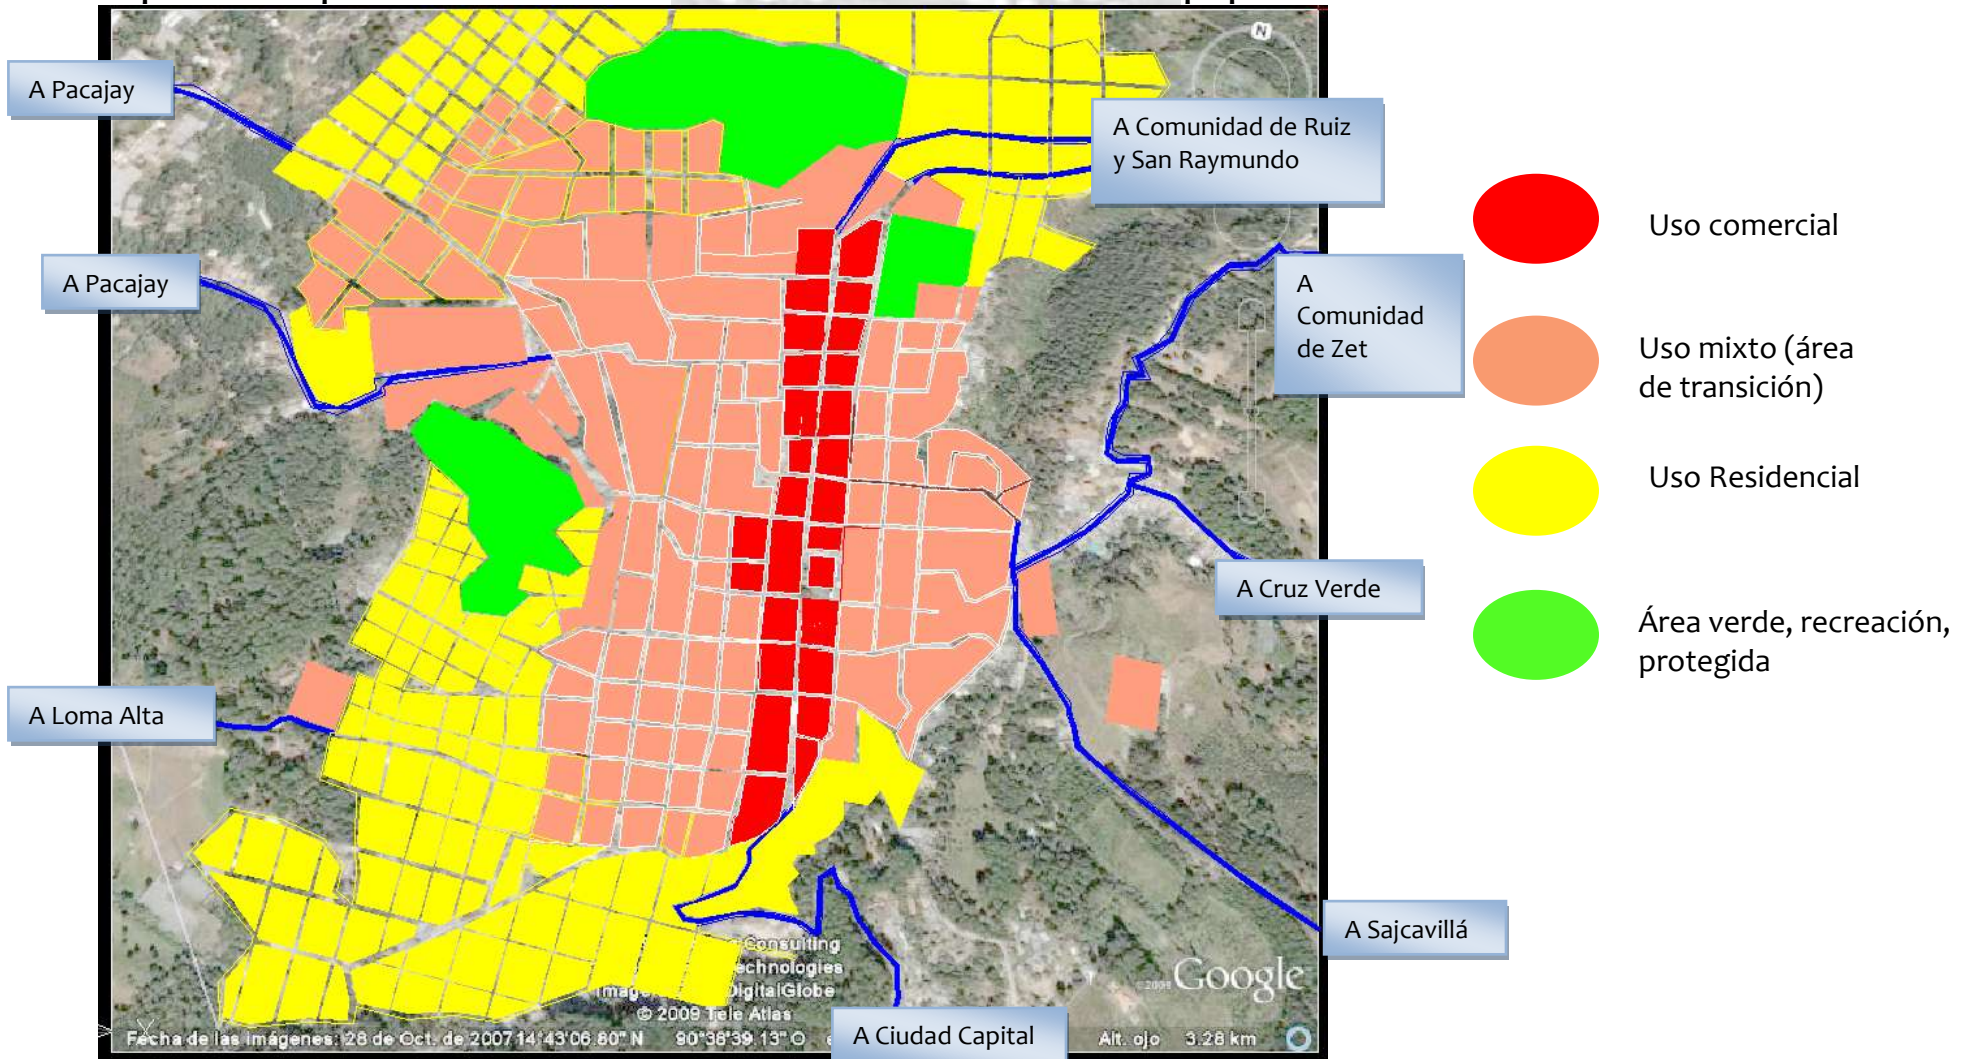 A Pacajay
A Comunidad de Ruiz
y San Raymundo
Uso comercial
A Pacajay
A
Comunidad
de Zet
Uso mixto (área
de transición)
Uso Residencial
A Cruz Verde
Área verde, recreación,
protegida
A Loma Alta
A Sajcavillá
Consulting
echnologies
Imag DigitalGlobe
© 2009 Tele Atlas
©2009 Google
Fecha de las imágenes: 28 de Oct. de 2007 14°43'06.80" N 90°38'39.13" O e Alt. ojo 3.28 km
A Ciudad Capital
N